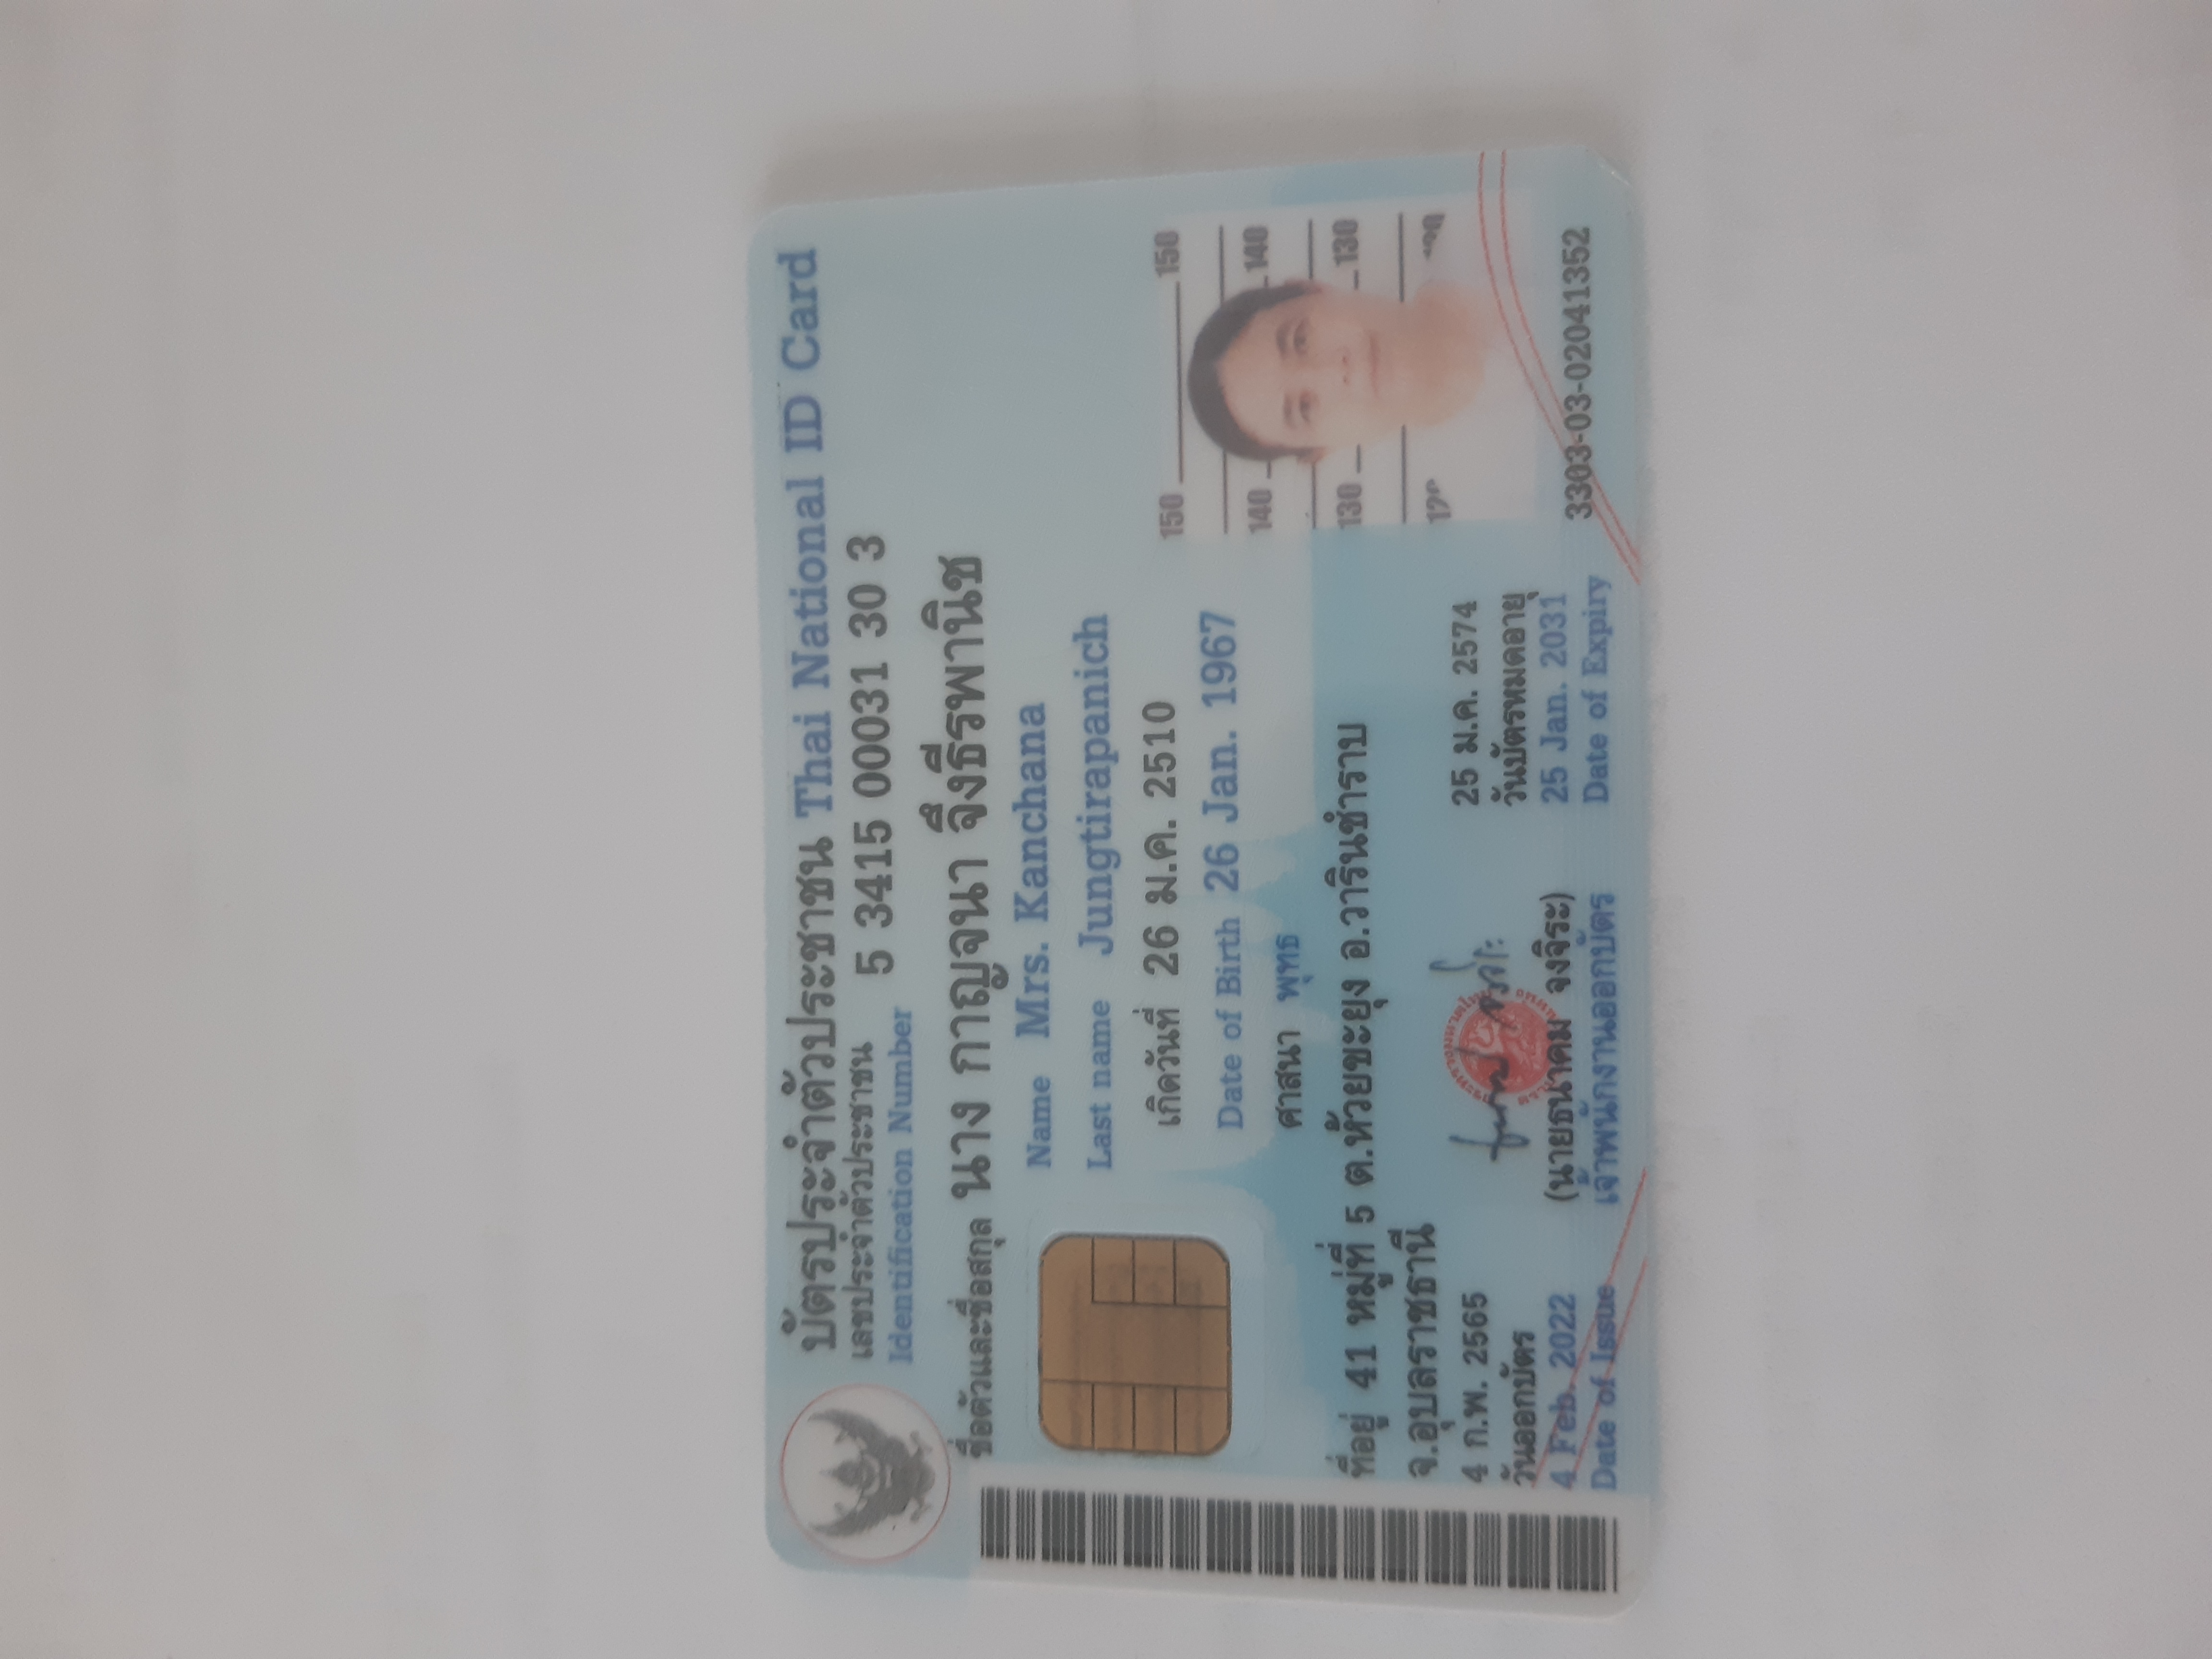 บัตรประจำตัวประชาชน Thai National ID Card
เลขประจำตัวประชาชน 5 3415 00031 30 3
Identification Number
ชื่อตัวและชื่อสกุล นาง กาญจนา จึงธีรพานิช
Name Mrs. Kanchana
Last name Jungtirapanich
เกิดวันที่ 26 ม.ค. 2510
Date of Birth 26 Jan. 1967
ศาสนา พุทธ
ที่อยู่ 41 หมู่ที่ 5 ต.ห้วยขะยุง อ.วารินชำราบ
จ.อุบลราชธานี
4 ก.พ. 2565
วันออกบัตร
4 Feb. 2022
Date of Issue
(นายธนาคม จงจิระ)
เจ้าพนักงานออกบัตร
25 ม.ค. 2574
วันบัตรหมดอายุ
25 Jan. 2031
Date of Expiry
150 150
140 140
130 130
3303-03-02041352